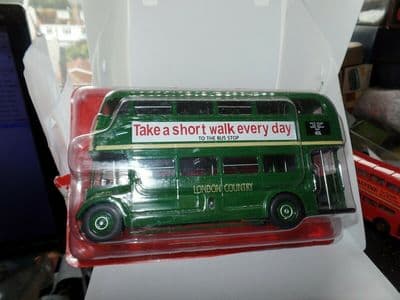 Take a short walk every day
TO THE BUS STOP
LONDON COUNTRY